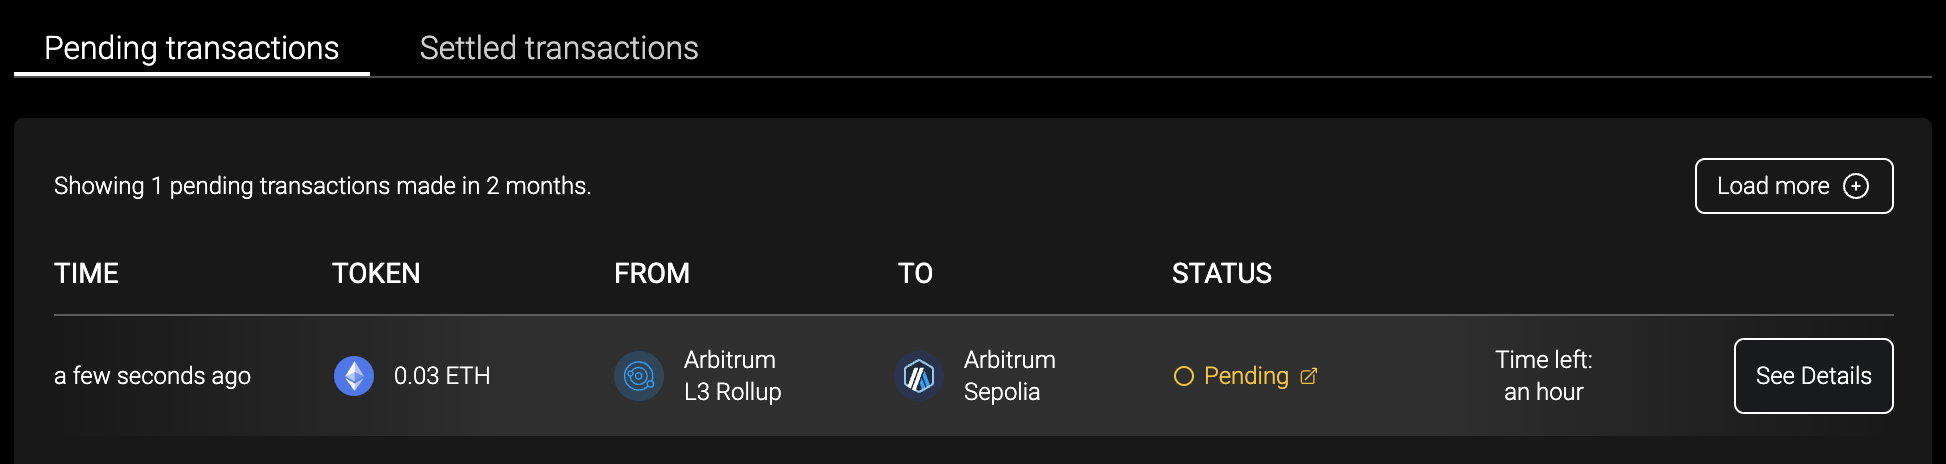 Pending transactions Settled transactions
Showing 1 pending transactions made in 2 months.
Load more
TIME TOKEN FROM TO STATUS
a few seconds ago 0.03 ETH Arbitrum L3 Rollup Arbitrum Sepolia Pending Time left: an hour See Details